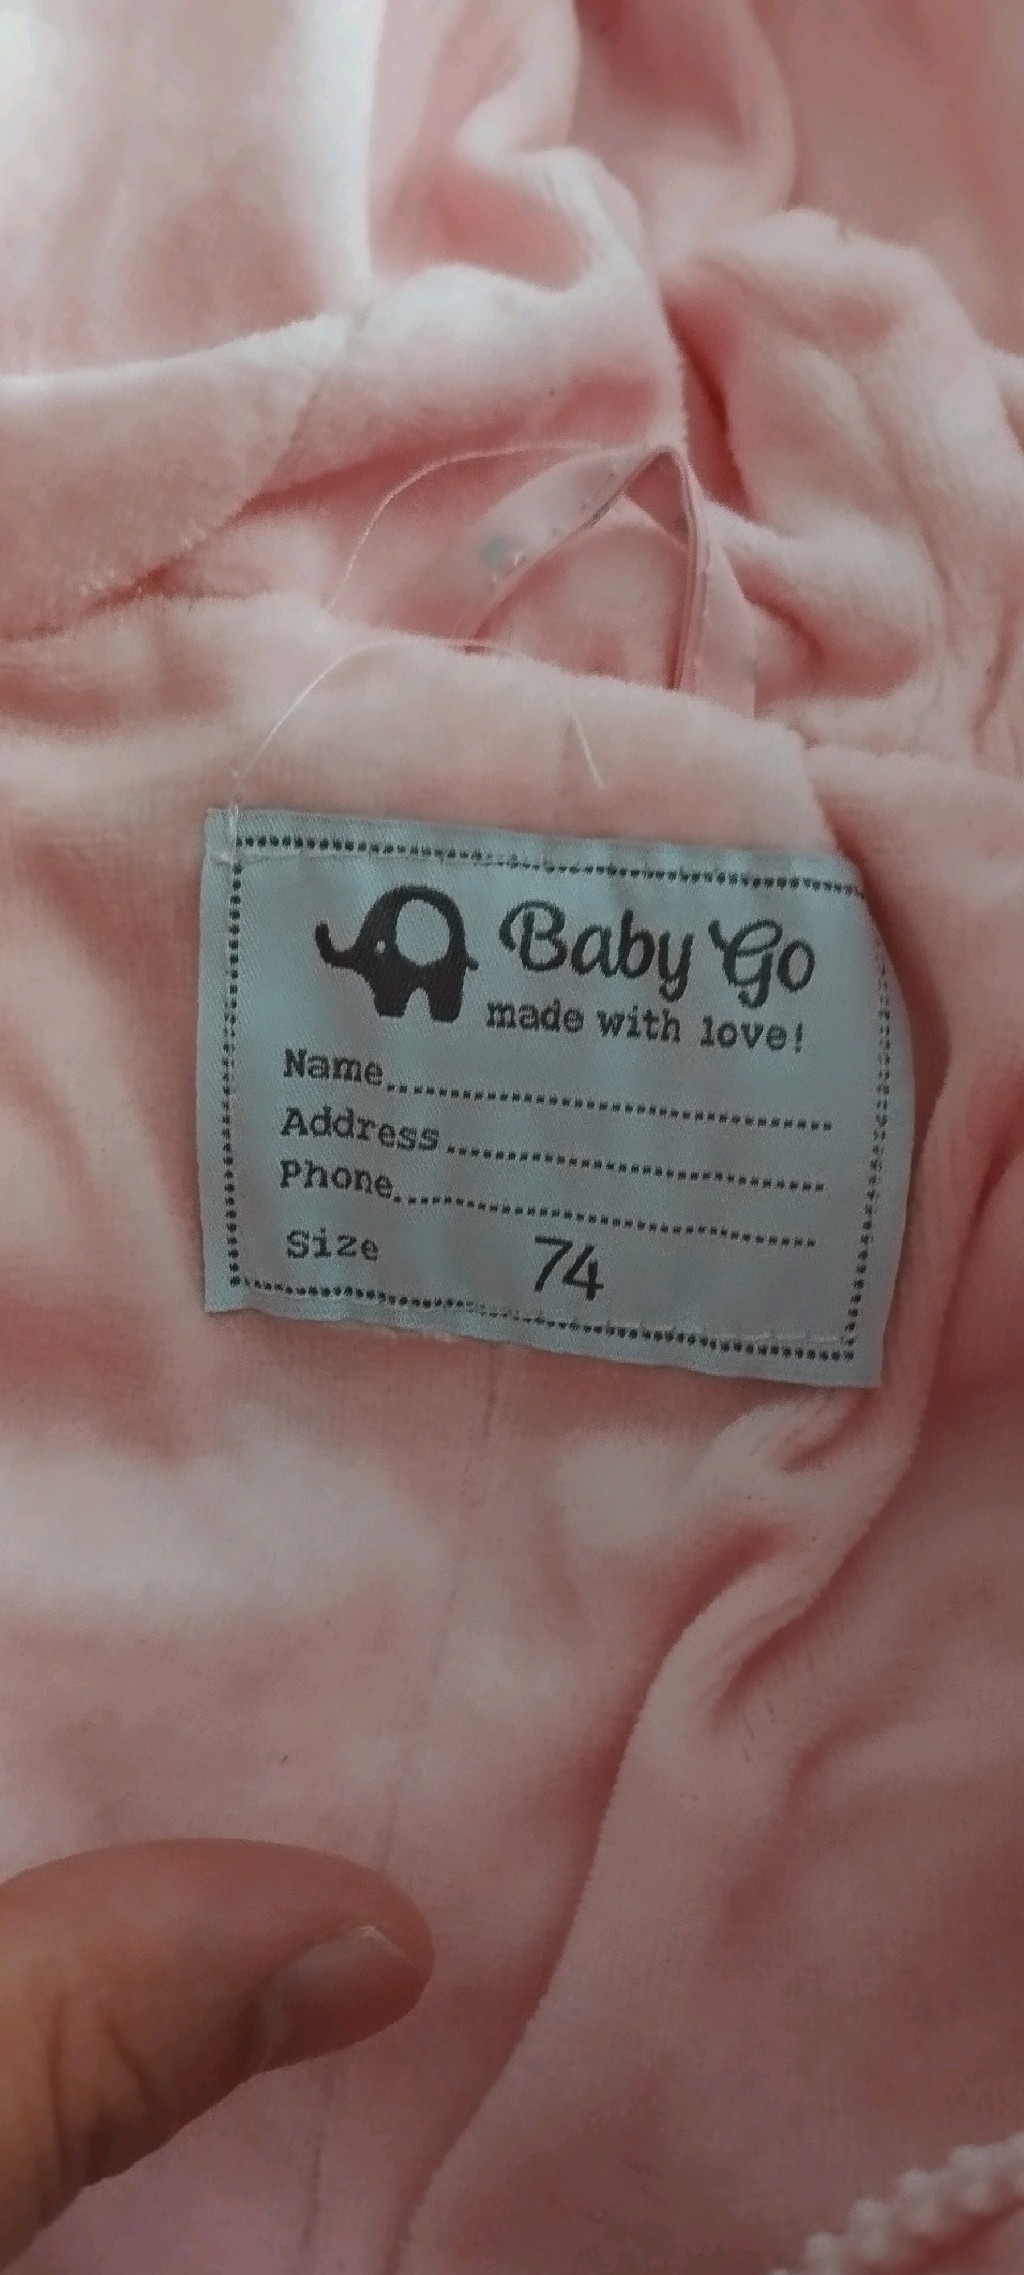 Baby Go
made with love!
Name..............................
Address..............................
Phone..............................
Size 74